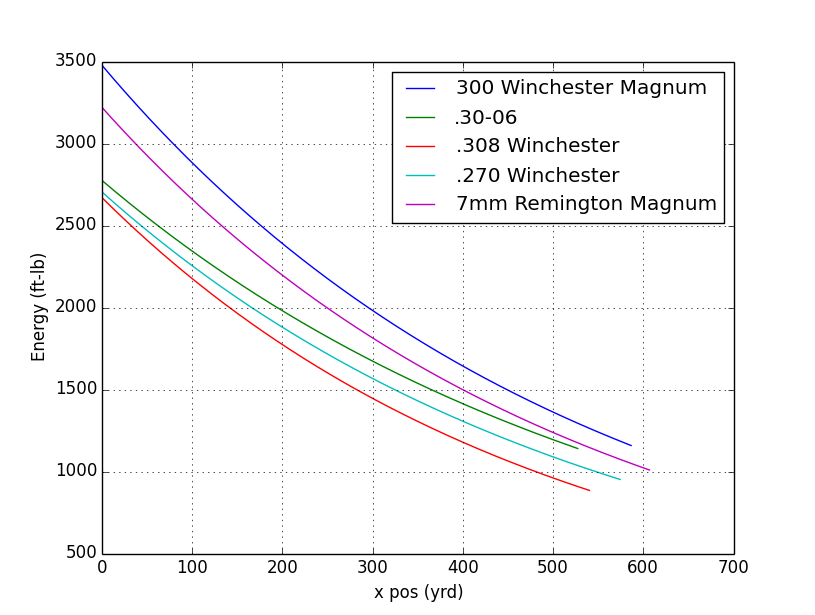 3500
3000
2500
2000
1500
1000
500
Energy (ft-lb)
300 Winchester Magnum
.30-06
.308 Winchester
.270 Winchester
7mm Remington Magnum
0 100 200 300 400 500 600 700
x pos (yrd)